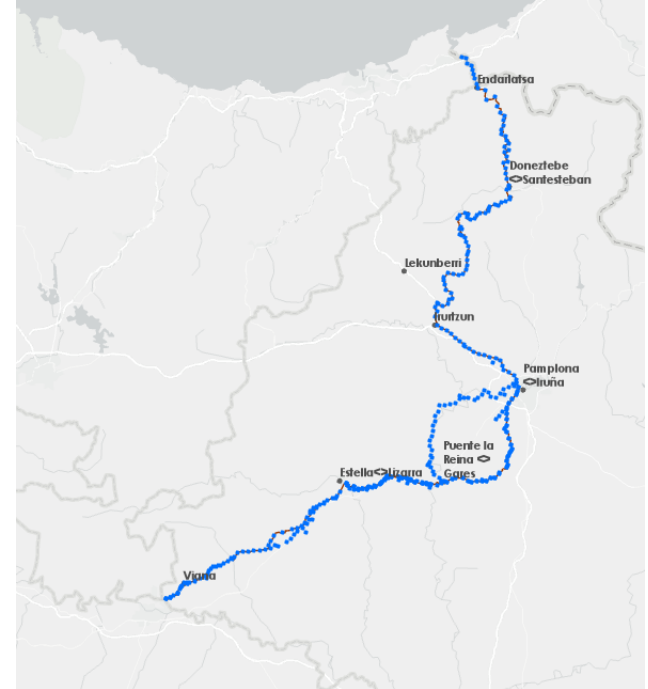 Endarlatsa
Doneztebe
<>Santesteban
Lekunberri
Irurtzun
Pamplona
<>Iruña
Puente la
Reina <>
Gares
Estella<>Lizarra
Viana